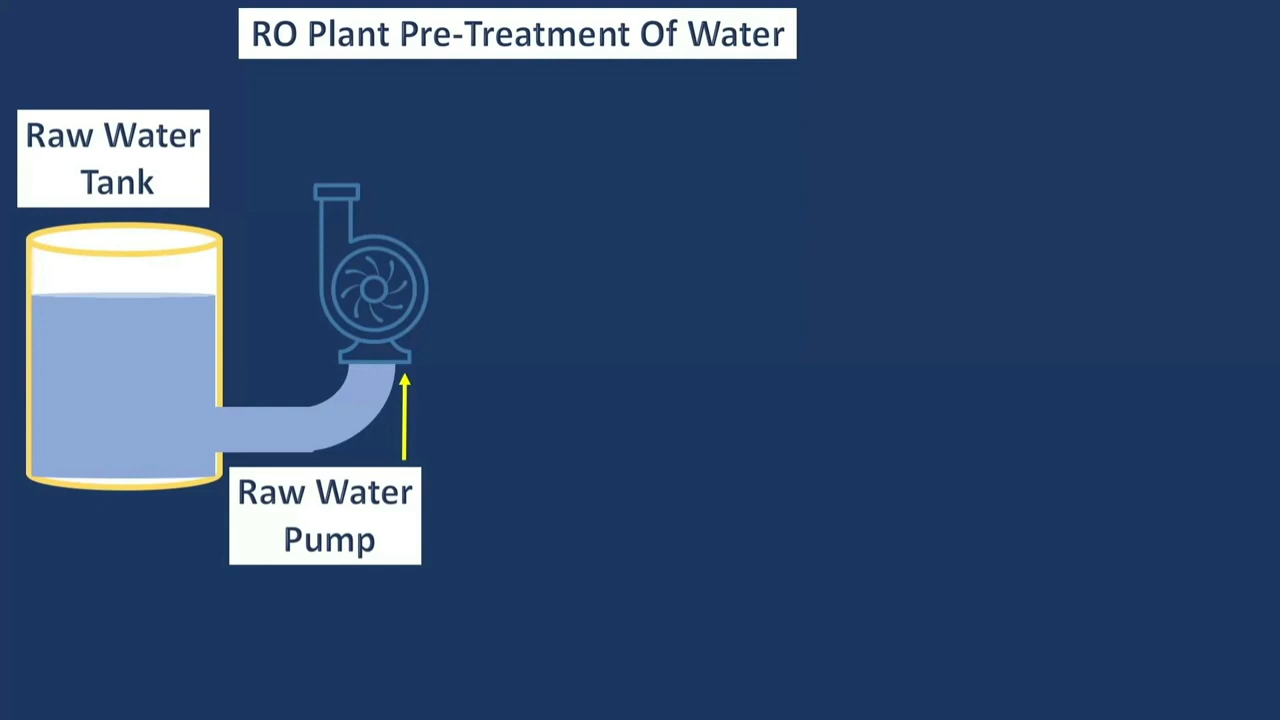 RO Plant Pre-Treatment Of Water
Raw Water
Tank
Raw Water
Pump